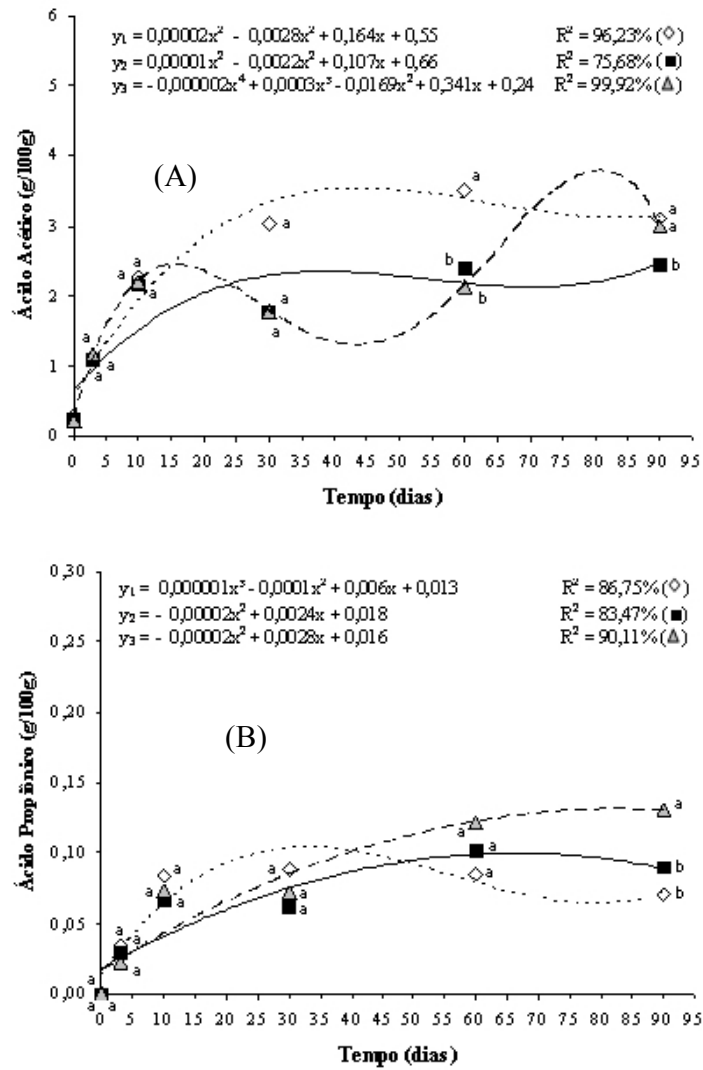 6
y₁ = 0,00002x² - 0,0028x² + 0,164x + 0,55 R² = 96,23% (◇)
y₂ = 0,00001x² - 0,0022x² + 0,107x + 0,66 R² = 75,68% (■)
y₃ = - 0,000002x⁴ + 0,0003x³ - 0,0169x² + 0,341x + 0,24 R² = 99,92% (▲)
5
4
(A)
3
2
1
0
Ácido Acético (g/100g)
a a a a a a a a a a a a b b a a b
0 5 10 15 20 25 30 35 40 45 50 55 60 65 70 75 80 85 90 95
Tempo (dias)
0,30
y₁ = 0,000001x³ - 0,0001x² + 0,006x + 0,013 R² = 86,75% (◇)
y₂ = - 0,00002x² + 0,0024x + 0,018 R² = 83,47% (■)
y₃ = - 0,00002x² + 0,0028x + 0,016 R² = 90,11% (▲)
0,25
0,20
(B)
0,15
0,10
0,05
0,00
Ácido Propiônico (g/100g)
a a a a a a a a a a a a a a a a b b
0 5 10 15 20 25 30 35 40 45 50 55 60 65 70 75 80 85 90 95
Tempo (dias)